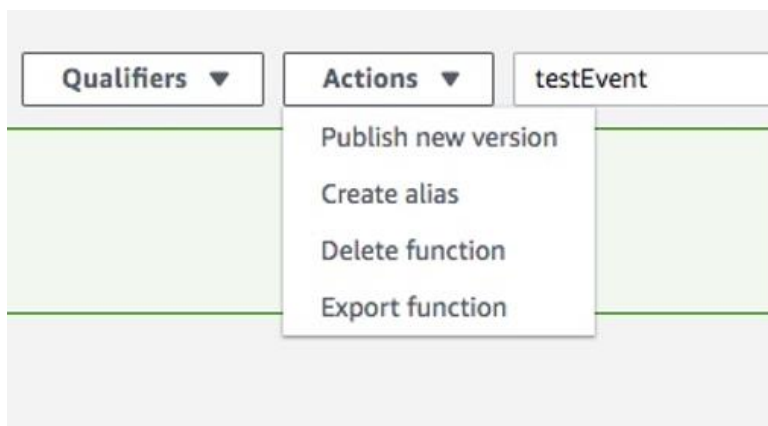 Qualifiers ▼ Actions ▼ testEvent
Publish new version
Create alias
Delete function
Export function